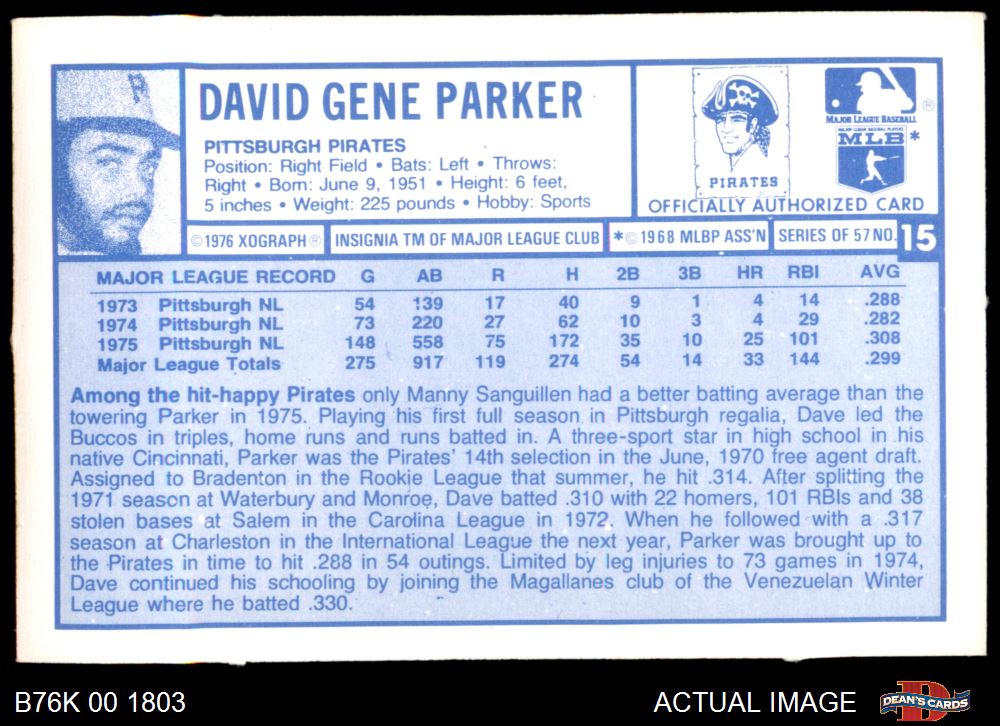 DAVID GENE PARKER
PITTSBURGH PIRATES
Position: Right Field • Bats: Left • Throws:
Right • Born: June 9, 1951 • Height: 6 feet,
5 inches • Weight: 225 pounds • Hobby: Sports
P
PIRATES
MAJOR LEAGUE BASEBALL ®
MAJOR LEAGUE BASEBALL PLAYERS
MLB *
OFFICIALLY AUTHORIZED CARD
© 1976 XOGRAPH ® INSIGNIA TM OF MAJOR LEAGUE CLUB *© 1968 MLBP ASS'N SERIES OF 57 NO. 15
MAJOR LEAGUE RECORD G AB R H 2B 3B HR RBI AVG
1973 Pittsburgh NL 54 139 17 40 9 1 4 14 .288
1974 Pittsburgh NL 73 220 27 62 10 3 4 29 .282
1975 Pittsburgh NL 148 558 75 172 35 10 25 101 .308
Major League Totals 275 917 119 274 54 14 33 144 .299
Among the hit-happy Pirates only Manny Sanguillen had a better batting average than the
towering Parker in 1975. Playing his first full season in Pittsburgh regalia, Dave led the
Buccos in triples, home runs and runs batted in. A three-sport star in high school in his
native Cincinnati, Parker was the Pirates' 14th selection in the June, 1970 free agent draft.
Assigned to Bradenton in the Rookie League that summer, he hit .314. After splitting the
1971 season at Waterbury and Monroe, Dave batted .310 with 22 homers, 101 RBIs and 38
stolen bases at Salem in the Carolina League in 1972. When he followed with a .317
season at Charleston in the International League the next year, Parker was brought up to
the Pirates in time to hit .288 in 54 outings. Limited by leg injuries to 73 games in 1974,
Dave continued his schooling by joining the Magallanes club of the Venezuelan Winter
League where he batted .330.
B76K 00 1803
ACTUAL IMAGE
D
DEAN'S CARDS